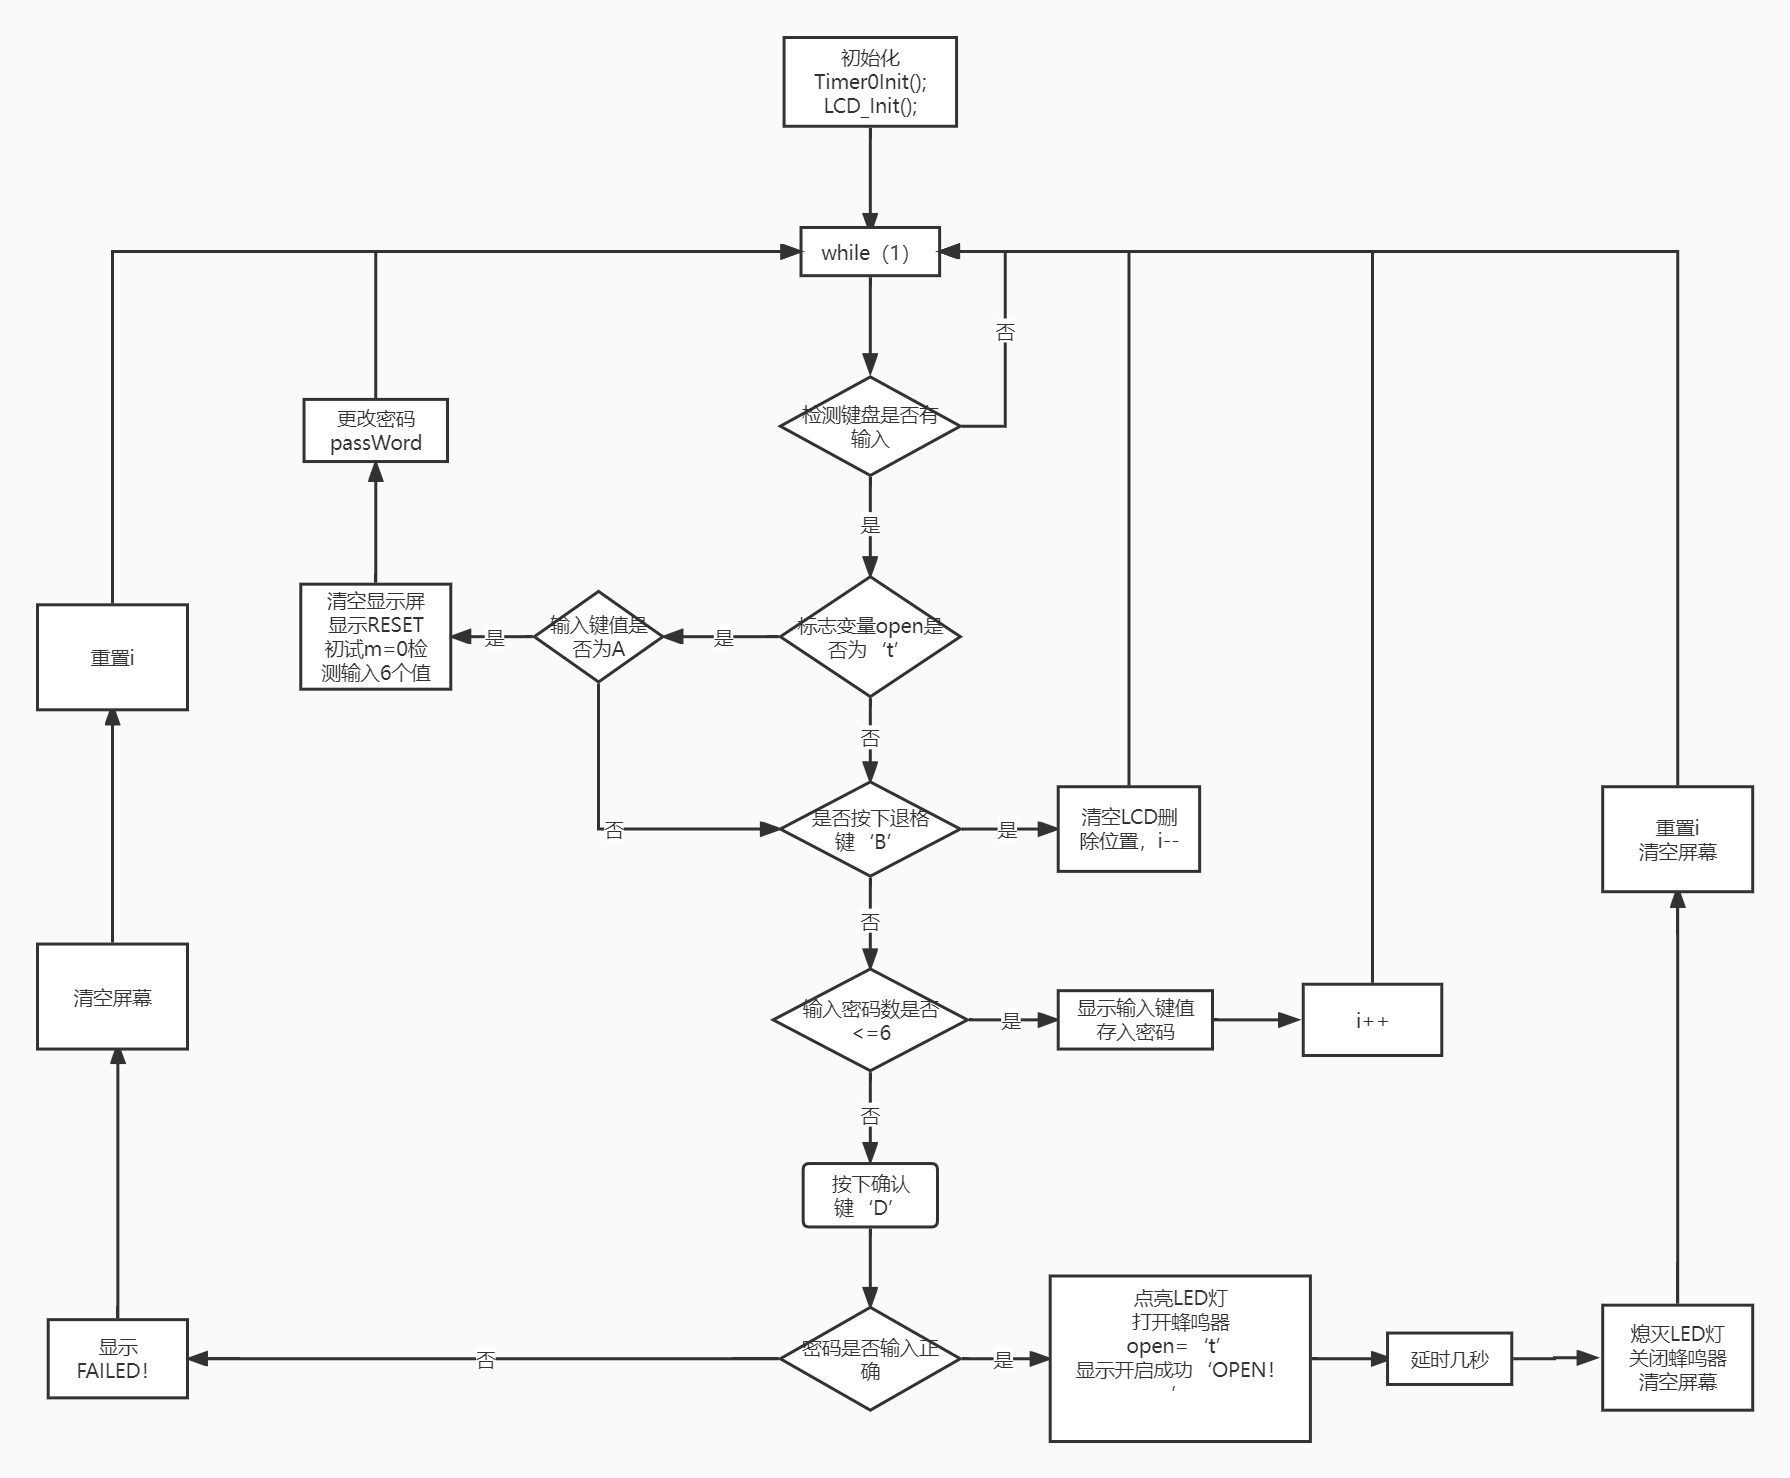 初始化
Timer0Init();
LCD_Init();
while（1）
否
检测键盘是否有
输入
更改密码
passWord
是
清空显示屏
显示RESET
初试m=0检
测输入6个值
是
输入键值是
否为A
是
标志变量open是
否为‘t’
重置i
否
否
是否按下退格
键‘B’
是
清空LCD删
除位置，i--
重置i
清空屏幕
否
清空屏幕
输入密码数是否
<=6
是
显示输入键值
存入密码
i++
否
按下确认
键‘D’
显示
FAILED！
否
密码是否输入正
确
是
点亮LED灯
打开蜂鸣器
open=‘t’
显示开启成功‘OPEN！
’
延时几秒
熄灭LED灯
关闭蜂鸣器
清空屏幕